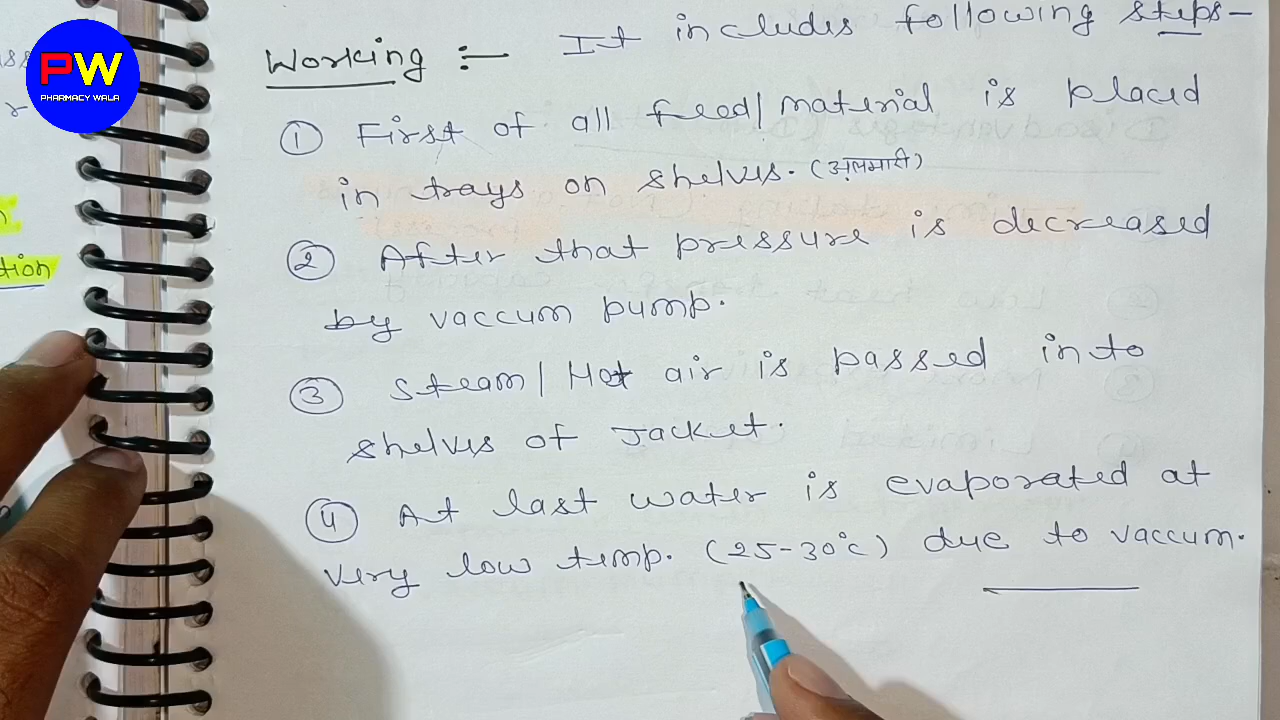 ass
r
n
tion
PW
PHARMACY WALA
Working :- It includes following steps-
① First of all feed/material is placed
in trays on shelves. (अलमारी)
② After that pressure is decreased
by vaccum pump.
③ Steam/Hot air is passed into
shelves of Jacket.
④ At last water is evaporated at
very low temp. (25-30°c) due to vaccum.